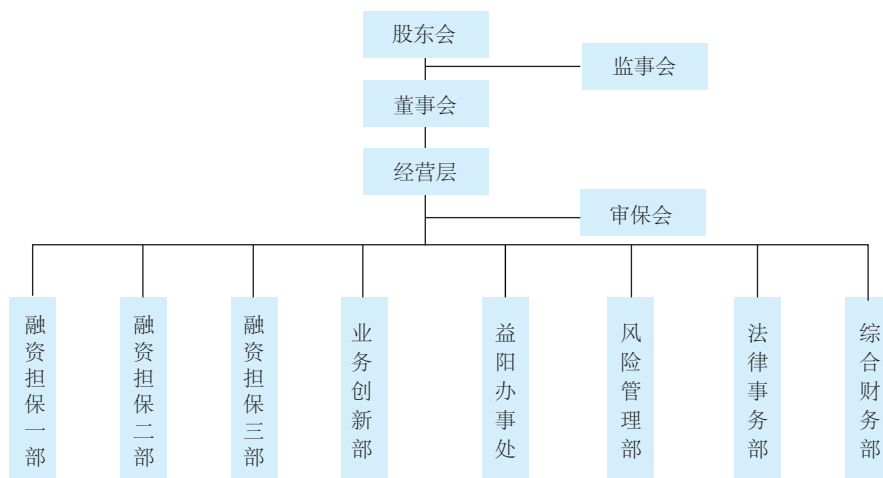 股东会
监事会
董事会
经营层
审保会
融资担保一部
融资担保二部
融资担保三部
业务创新部
益阳办事处
风险管理部
法律事务部
综合财务部